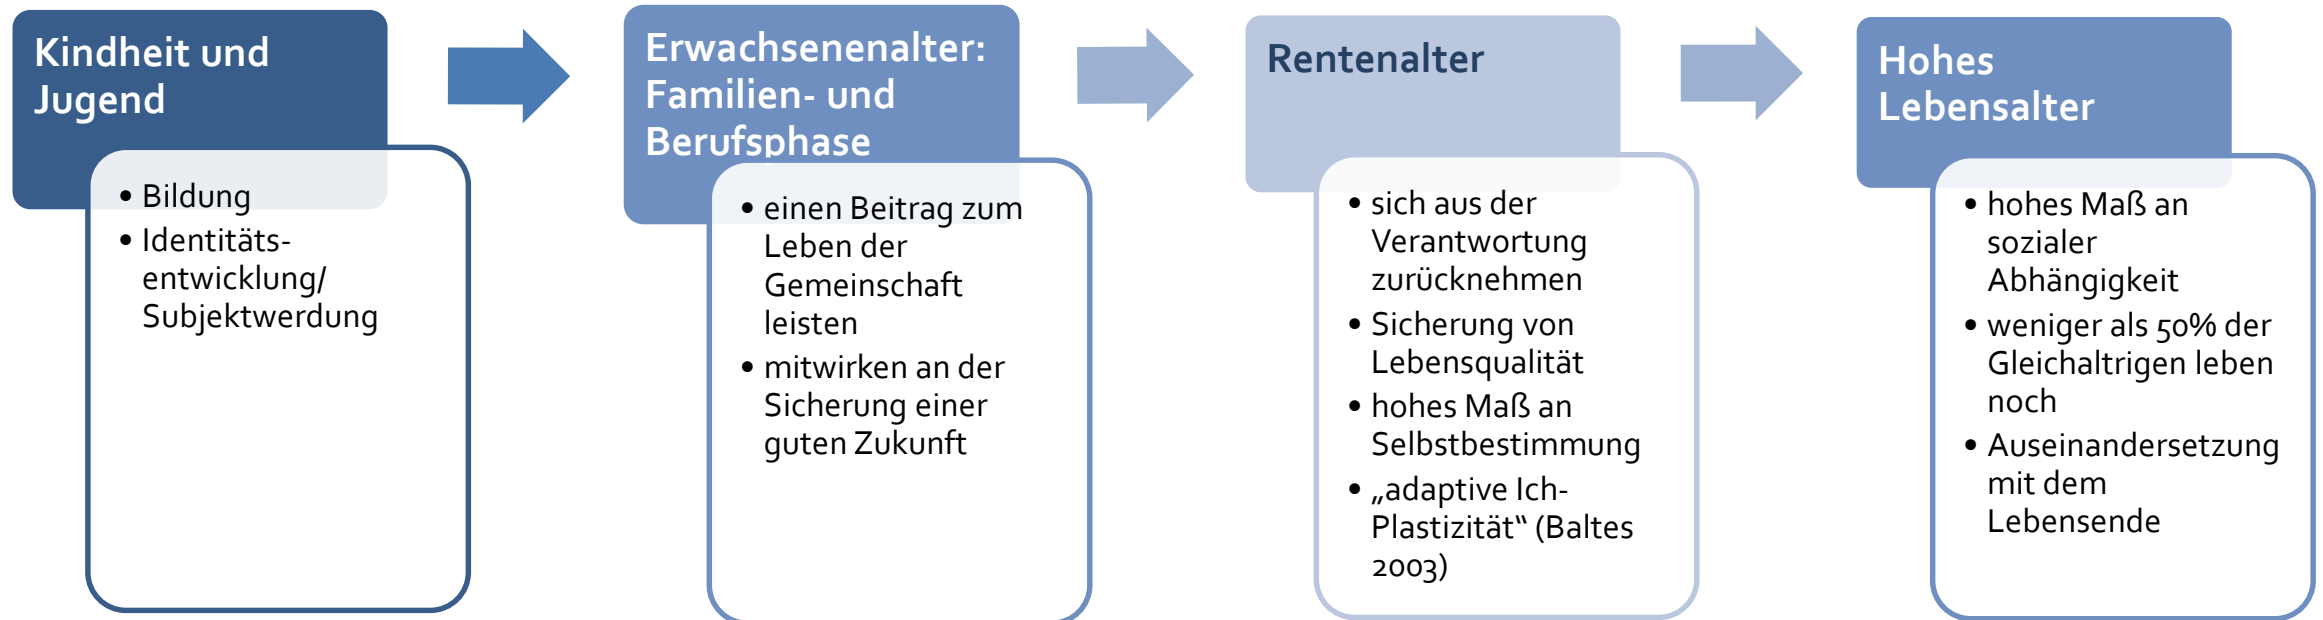 Kindheit und
Jugend
• Bildung
• Identitäts-
entwicklung/
Subjektwerdung
Erwachsenenalter:
Familien- und
Berufsphase
• einen Beitrag zum
Leben der
Gemeinschaft
leisten
• mitwirken an der
Sicherung einer
guten Zukunft
Rentenalter
• sich aus der
Verantwortung
zurücknehmen
• Sicherung von
Lebensqualität
• hohes Maß an
Selbstbestimmung
• „adaptive Ich-
Plastizität“ (Baltes
2003)
Hohes
Lebensalter
• hohes Maß an
sozialer
Abhängigkeit
• weniger als 50% der
Gleichaltrigen leben
noch
• Auseinandersetzung
mit dem
Lebensende